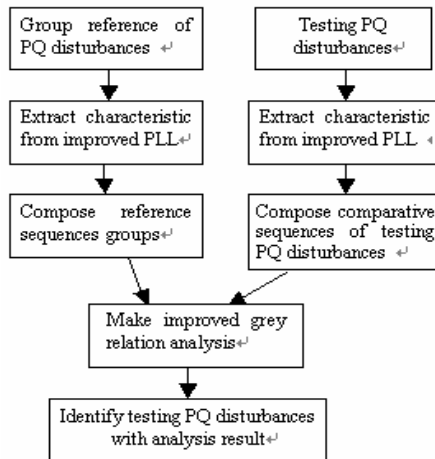 Group reference of
PQ disturbances ↵
Testing PQ
disturbances↵
Extract characteristic
from improved PLL↵
Extract characteristic
from improved PLL ↵
Compose reference
sequences groups↵
Compose comparative
sequences of testing
PQ disturbances ↵
Make improved grey
relation analysis↵
Identify testing PQ disturbances
with analysis result↵